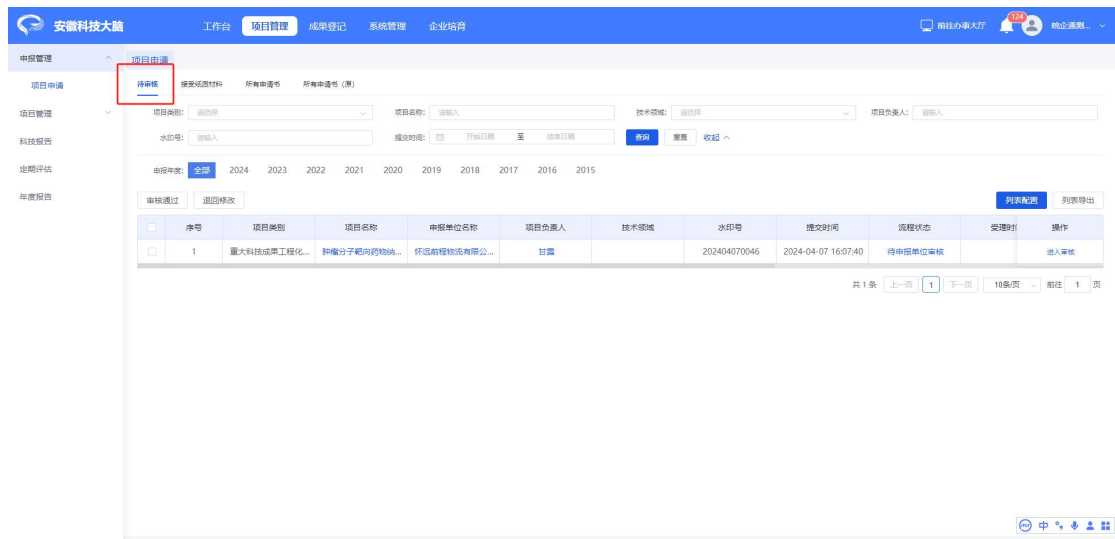 安徽科技大脑 工作台 项目管理 成果登记 系统管理 企业培育 前往办事大厅 124 皖企通测...
申报管理 项目申请
项目申请 待审核 接受纸质材料 所有申请书 所有申请书 (原)
项目管理 项目类别: 请选择 项目名称: 请输入 技术领域: 请选择 项目负责人: 请输入
科技报告 水印号: 请输入 提交时间: 开始日期 至 结束日期 查询 重置 收起
定期评估 申报年度: 全部 2024 2023 2022 2021 2020 2019 2018 2017 2016 2015
年度报告 审核通过 退回修改 列表配置 列表导出
序号 项目类别 项目名称 申报单位名称 项目负责人 技术领域 水印号 提交时间 流程状态 受理时 操作
1 重大科技成果工程化... 肿瘤分子靶向药物纳... 怀远前程物流有限公... 甘露 202404070046 2024-04-07 16:07:40 待申报单位审核 进入审核
共 1 条 上一页 1 下一页 10条/页 前往 1 页
中